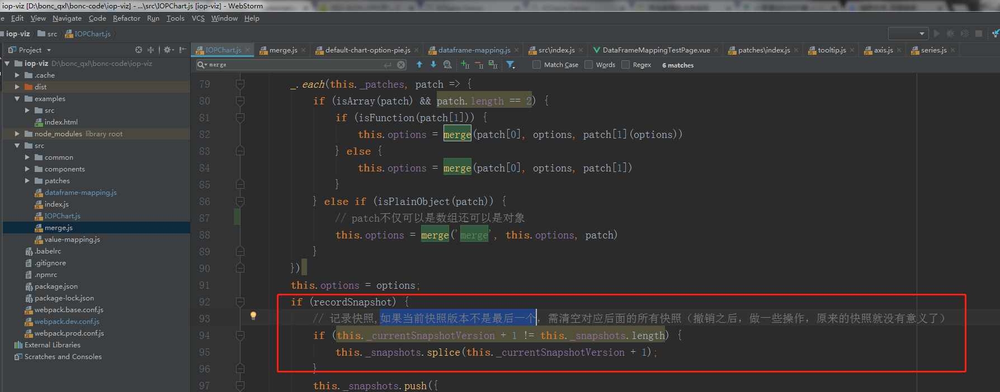 iop-viz [D:\bonc_qxl\bonc-code\iop-viz] - ...\src\IOPChart.js [iop-viz] - WebStorm
e Edit View Navigate Code Refactor Run Tools VCS Window Help
iop-viz src IOPChart.js
Project
IOPChart.js merge.js default-chart-option-pie.js dataframe-mapping.js src\index.js DataFrameMappingTestPage.vue patches\index.js tooltip.js axis.js series.js
merge Match Case Words Regex 6 matches
iop-viz D:\bonc_qxl\bonc-code\iop-viz
.cache
dist
examples
src
index.html
node_modules library root
src
common
components
patches
dataframe-mapping.js
index.js
IOPChart.js
merge.js
value-mapping.js
.babelrc
.gitignore
.npmrc
package.json
package-lock.json
webpack.base.conf.js
webpack.dev.conf.js
webpack.prod.conf.js
External Libraries
Scratches and Consoles
79 _.each(this._patches, patch => {
80 if (isArray(patch) && patch.length == 2) {
81 if (isFunction(patch[1])) {
82 this.options = merge(patch[0], options, patch[1](options))
83 } else {
84 this.options = merge(patch[0], options, patch[1])
85 }
86 } else if (isPlainObject(patch)) {
87 // patch不仅可以是数组还可以是对象
88 this.options = merge('merge', this.options, patch)
89 }
90 })
91 this.options = options;
92 if (recordSnapshot) {
93 // 记录快照,如果当前快照版本不是最后一个，需清空对应后面的所有快照（撤销之后，做一些操作，原来的快照就没有意义了）
94 if (this._currentSnapshotVersion + 1 != this._snapshots.length) {
95 this._snapshots.splice(this._currentSnapshotVersion + 1);
96 }
97 this._snapshots.push({